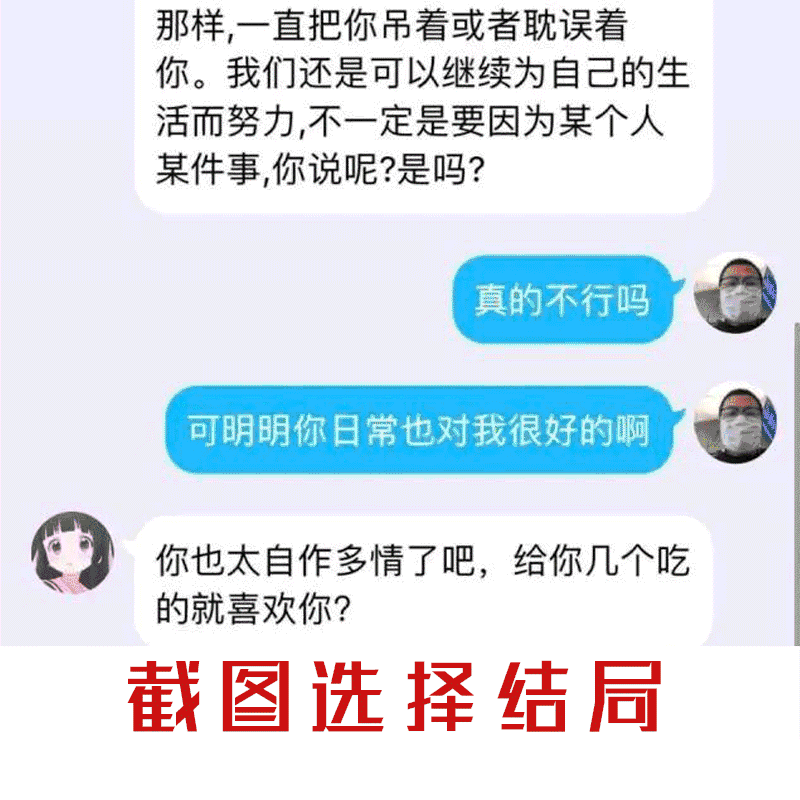 那样,一直把你吊着或者耽误着
你。我们还是可以继续为自己的生
活而努力,不一定是要因为某个人
某件事,你说呢?是吗?
真的不行吗
可明明你日常也对我很好的啊
你也太自作多情了吧，给你几个吃
的就喜欢你?
截图选择结局